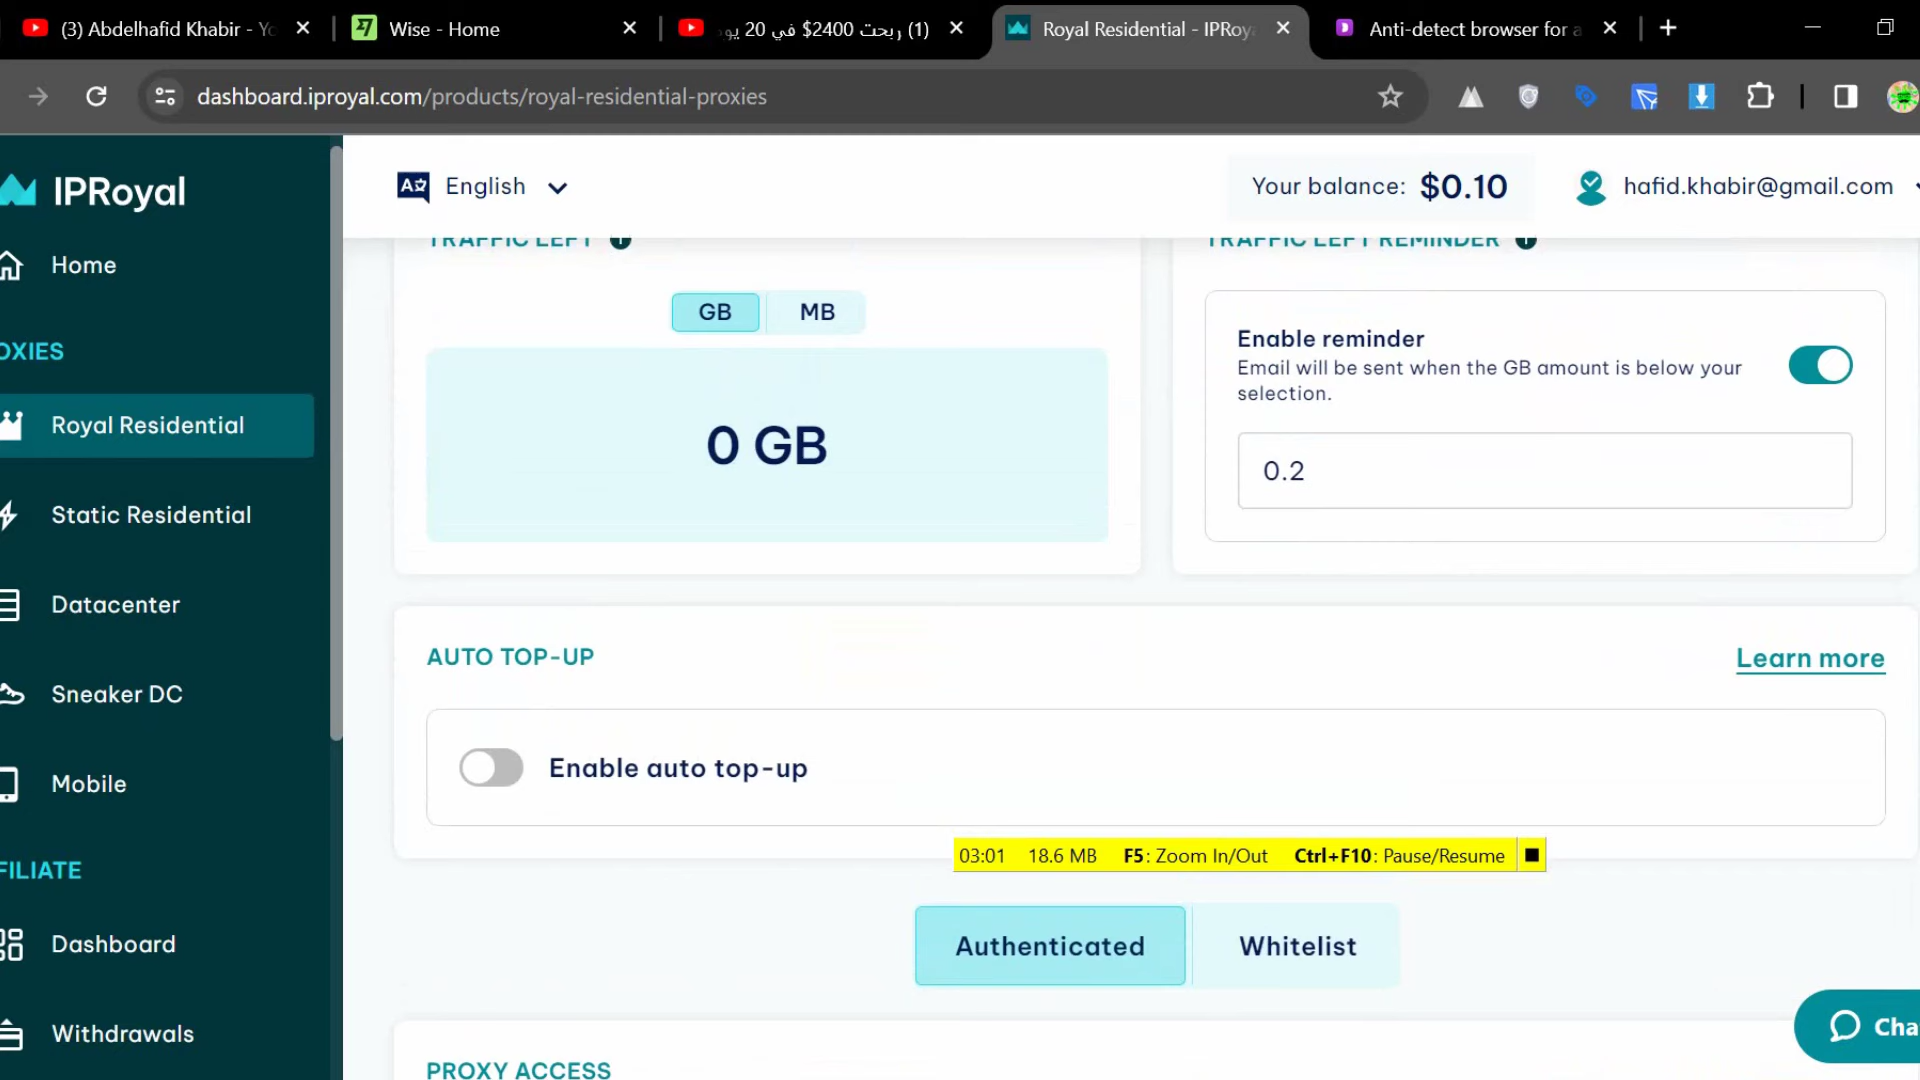 (3) Abdelhafid Khabir - Yo
Wise - Home
(1) ربحت 2400$ في 20 يو
Royal Residential - IPRoy
Anti-detect browser for a
dashboard.iproyal.com/products/royal-residential-proxies
IPRoyal
English
Your balance: $0.10
hafid.khabir@gmail.com
Home
OXIES
Royal Residential
Static Residential
Datacenter
Sneaker DC
Mobile
FILIATE
Dashboard
Withdrawals
TRAFFIC LEFT
GB
MB
0 GB
TRAFFIC LEFT REMINDER
Enable reminder
Email will be sent when the GB amount is below your
selection.
0.2
AUTO TOP-UP
Learn more
Enable auto top-up
03:01 18.6 MB F5: Zoom In/Out Ctrl+F10: Pause/Resume
Authenticated
Whitelist
PROXY ACCESS
Cha